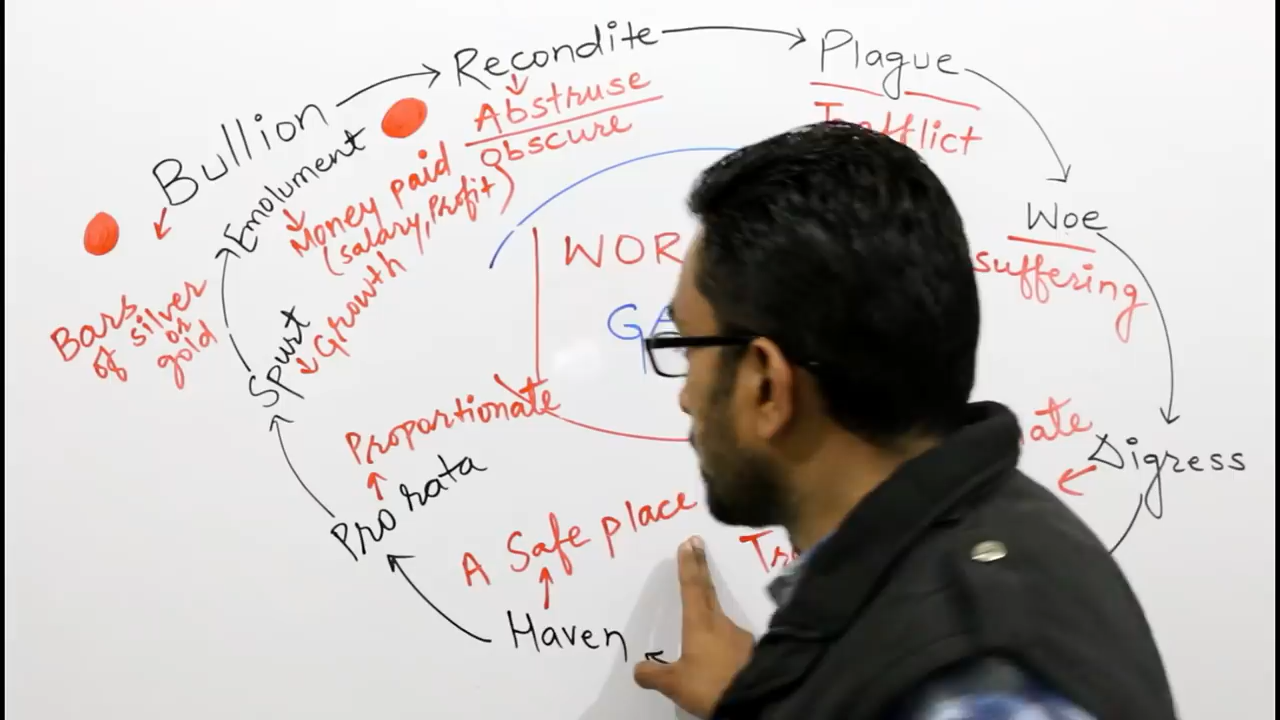 Bullion
Bars
of silver
or
gold
Recondite
Abstruse
obscure
Plague
afflict
Woe
suffering
Digress
Haven
A Safe place
Pro rata
Proportionate
Spurt
Growth
Emolument
Money paid
(salary, Profit)